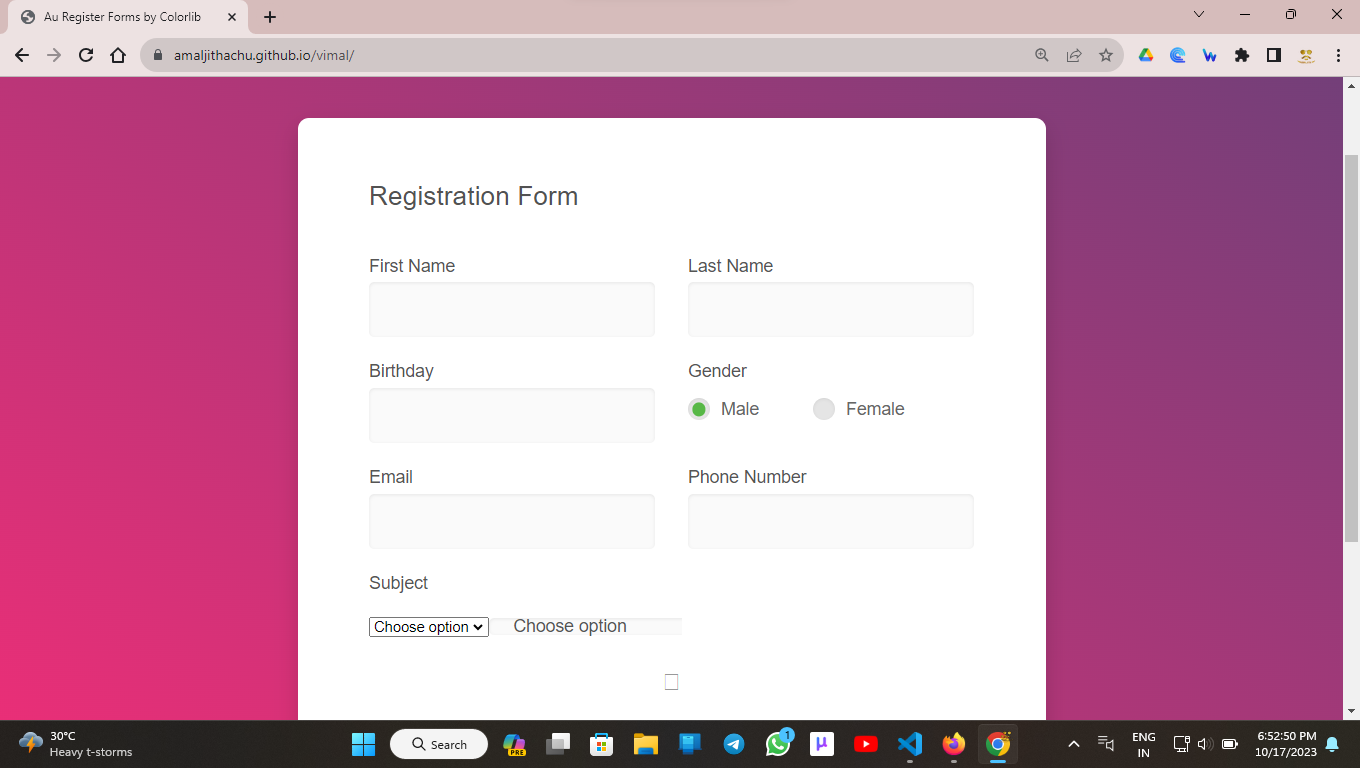 Au Register Forms by Colorlib
amaljithachu.github.io/vimal/
Registration Form
First Name
Last Name
Birthday
Gender
Male
Female
Email
Phone Number
Subject
Choose option
Choose option
30°C
Heavy t-storms
Search
PRE
1
ENG
IN
6:52:50 PM
10/17/2023